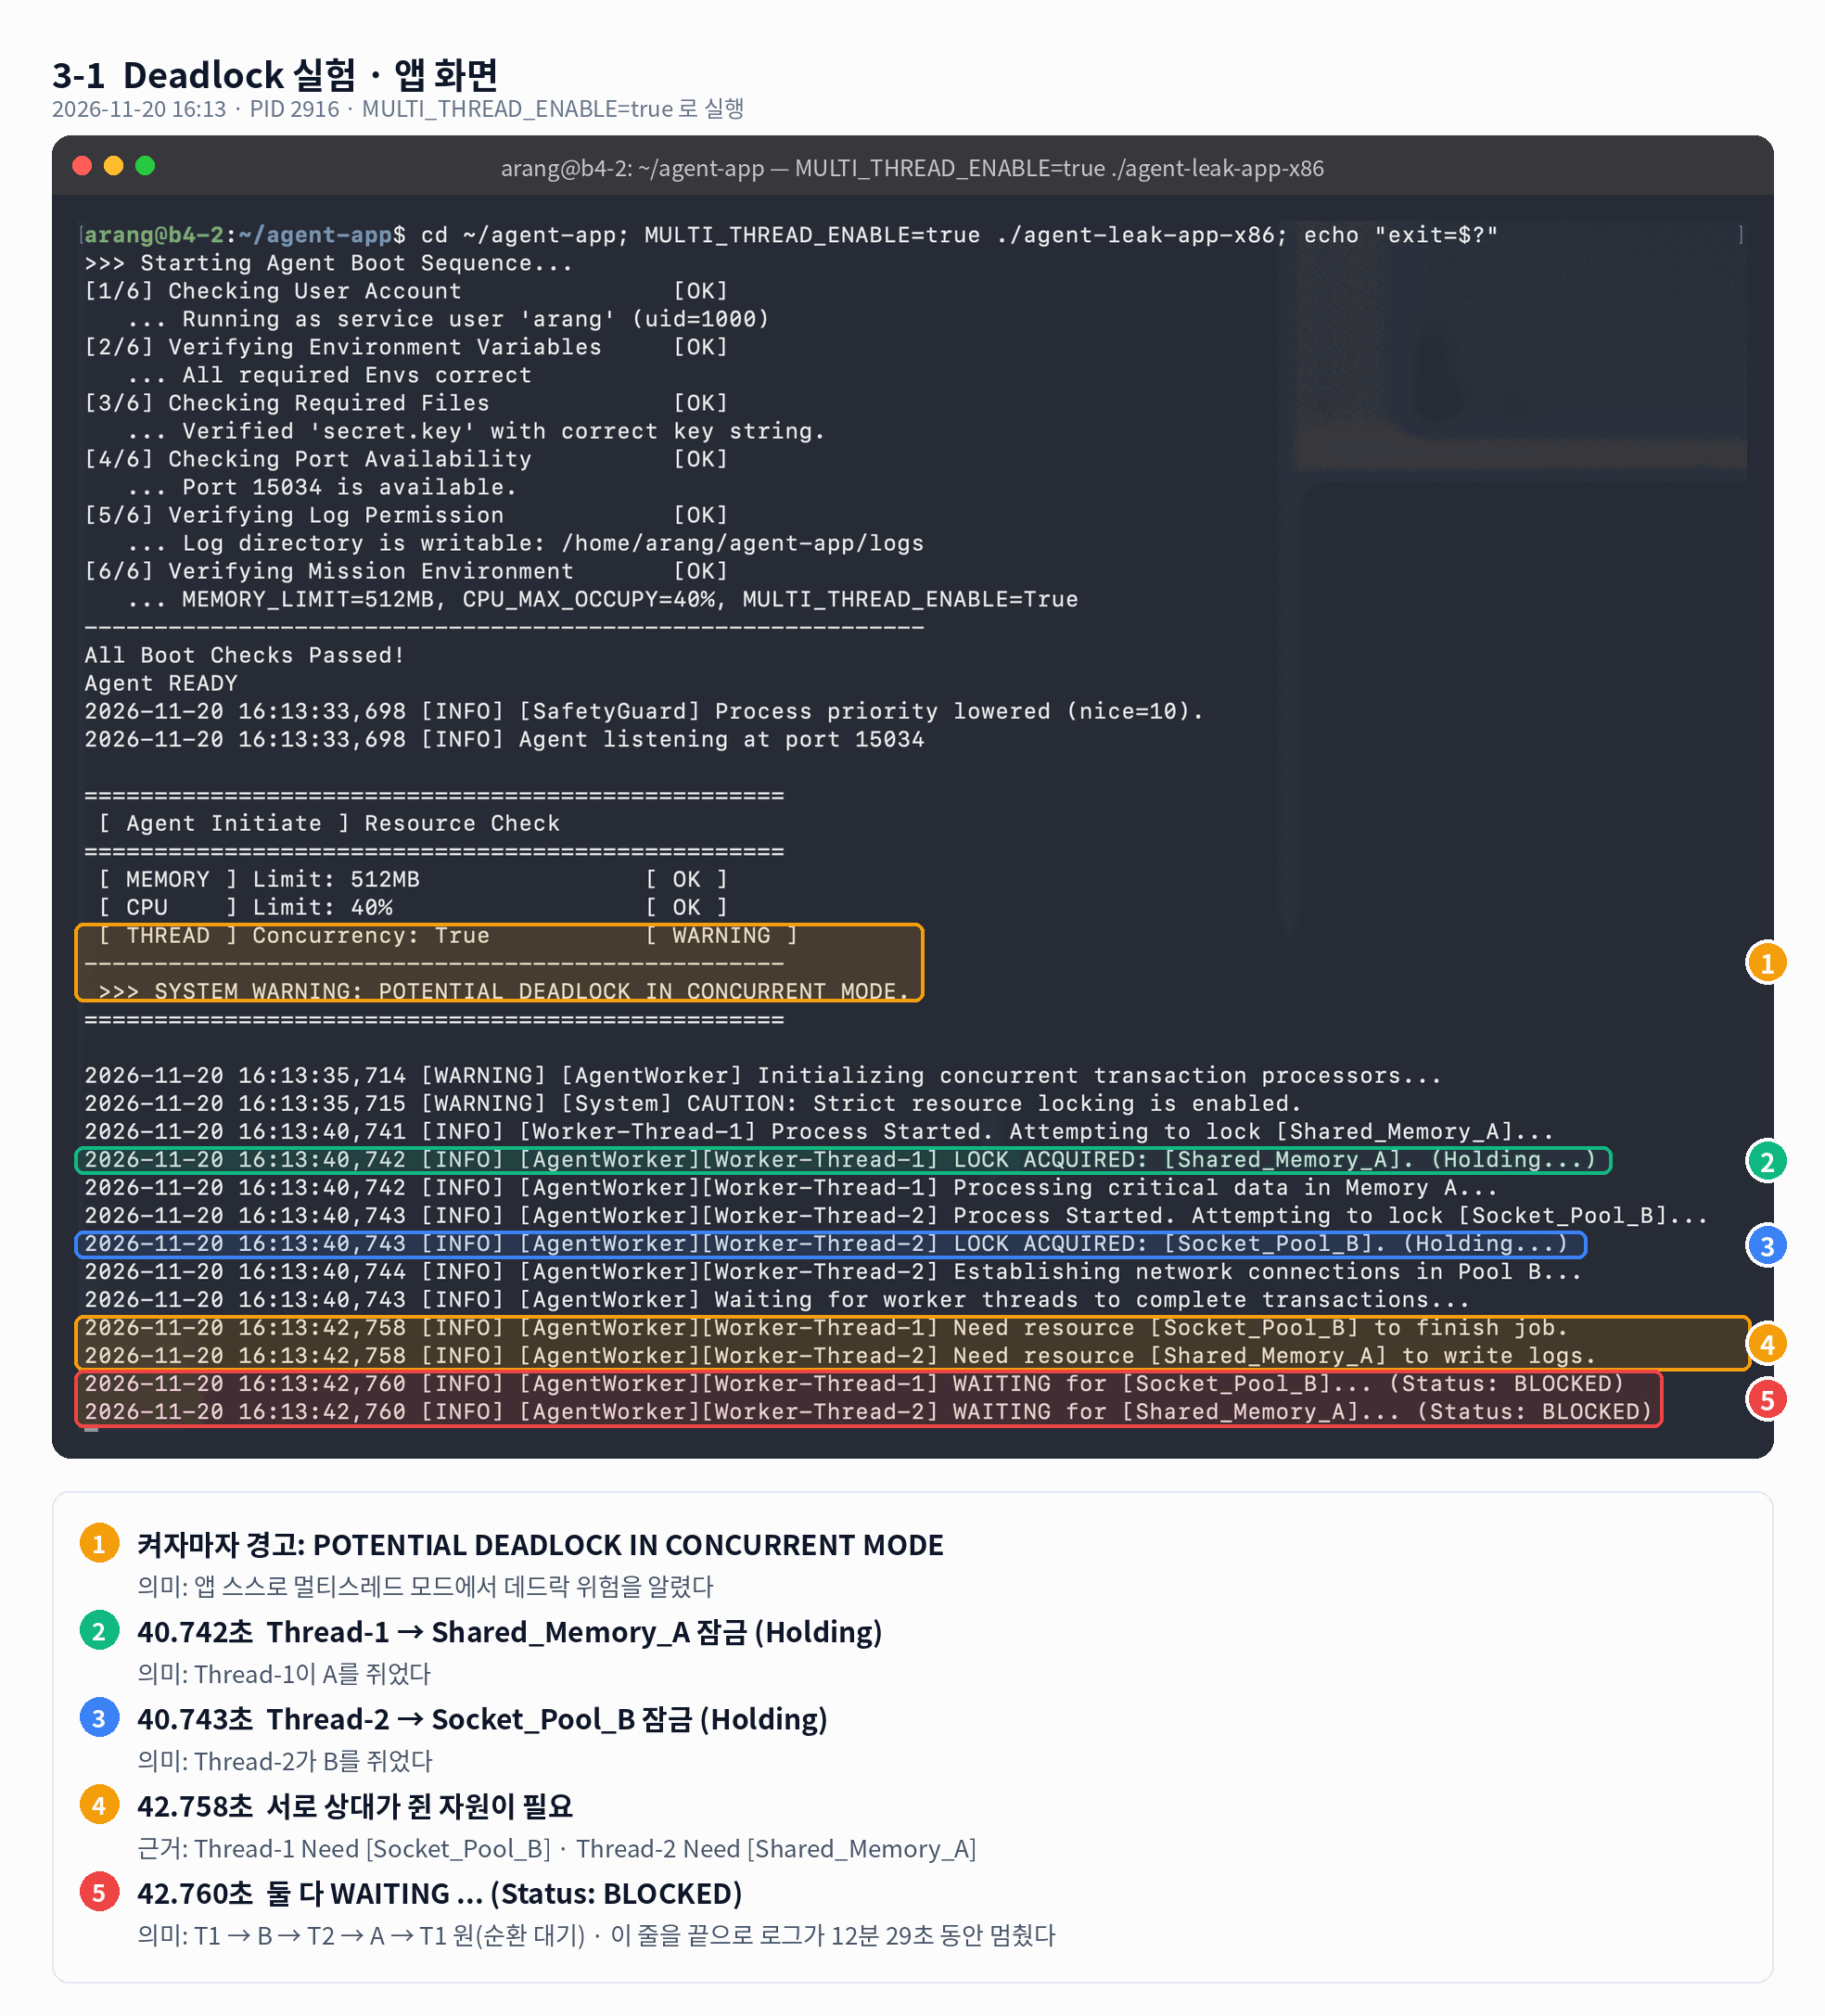 3-1 Deadlock 실험 · 앱 화면
2026-11-20 16:13 · PID 2916 · MULTI_THREAD_ENABLE=true 로 실행
arang@b4-2: ~/agent-app — MULTI_THREAD_ENABLE=true ./agent-leak-app-x86
[arang@b4-2:~/agent-app$ cd ~/agent-app; MULTI_THREAD_ENABLE=true ./agent-leak-app-x86; echo "exit=$?" ]
>>> Starting Agent Boot Sequence...
[1/6] Checking User Account [OK]
... Running as service user 'arang' (uid=1000)
[2/6] Verifying Environment Variables [OK]
... All required Envs correct
[3/6] Checking Required Files [OK]
... Verified 'secret.key' with correct key string.
[4/6] Checking Port Availability [OK]
... Port 15034 is available.
[5/6] Verifying Log Permission [OK]
... Log directory is writable: /home/arang/agent-app/logs
[6/6] Verifying Mission Environment [OK]
... MEMORY_LIMIT=512MB, CPU_MAX_OCCUPY=40%, MULTI_THREAD_ENABLE=True
------------------------------------------------------------
All Boot Checks Passed!
Agent READY
2026-11-20 16:13:33,698 [INFO] [SafetyGuard] Process priority lowered (nice=10).
2026-11-20 16:13:33,698 [INFO] Agent listening at port 15034
==================================================
[ Agent Initiate ] Resource Check
==================================================
[ MEMORY ] Limit: 512MB [ OK ]
[ CPU ] Limit: 40% [ OK ]
[ THREAD ] Concurrency: True [ WARNING ]
--------------------------------------------------
>>> SYSTEM WARNING: POTENTIAL DEADLOCK IN CONCURRENT MODE.
==================================================
1
2026-11-20 16:13:35,714 [WARNING] [AgentWorker] Initializing concurrent transaction processors...
2026-11-20 16:13:35,715 [WARNING] [System] CAUTION: Strict resource locking is enabled.
2026-11-20 16:13:40,741 [INFO] [Worker-Thread-1] Process Started. Attempting to lock [Shared_Memory_A]...
2026-11-20 16:13:40,742 [INFO] [AgentWorker][Worker-Thread-1] LOCK ACQUIRED: [Shared_Memory_A]. (Holding...)
2
2026-11-20 16:13:40,742 [INFO] [AgentWorker][Worker-Thread-1] Processing critical data in Memory A...
2026-11-20 16:13:40,743 [INFO] [AgentWorker][Worker-Thread-2] Process Started. Attempting to lock [Socket_Pool_B]...
2026-11-20 16:13:40,743 [INFO] [AgentWorker][Worker-Thread-2] LOCK ACQUIRED: [Socket_Pool_B]. (Holding...)
3
2026-11-20 16:13:40,744 [INFO] [AgentWorker][Worker-Thread-2] Establishing network connections in Pool B...
2026-11-20 16:13:40,743 [INFO] [AgentWorker] Waiting for worker threads to complete transactions...
2026-11-20 16:13:42,758 [INFO] [AgentWorker][Worker-Thread-1] Need resource [Socket_Pool_B] to finish job.
2026-11-20 16:13:42,758 [INFO] [AgentWorker][Worker-Thread-2] Need resource [Shared_Memory_A] to write logs.
4
2026-11-20 16:13:42,760 [INFO] [AgentWorker][Worker-Thread-1] WAITING for [Socket_Pool_B]... (Status: BLOCKED)
2026-11-20 16:13:42,760 [INFO] [AgentWorker][Worker-Thread-2] WAITING for [Shared_Memory_A]... (Status: BLOCKED)
5
1 켜자마자 경고: POTENTIAL DEADLOCK IN CONCURRENT MODE
의미: 앱 스스로 멀티스레드 모드에서 데드락 위험을 알렸다
2 40.742초 Thread-1 → Shared_Memory_A 잠금 (Holding)
의미: Thread-1이 A를 쥐었다
3 40.743초 Thread-2 → Socket_Pool_B 잠금 (Holding)
의미: Thread-2가 B를 쥐었다
4 42.758초 서로 상대가 쥔 자원이 필요
근거: Thread-1 Need [Socket_Pool_B] · Thread-2 Need [Shared_Memory_A]
5 42.760초 둘 다 WAITING ... (Status: BLOCKED)
의미: T1 → B → T2 → A → T1 원(순환 대기) · 이 줄을 끝으로 로그가 12분 29초 동안 멈췄다